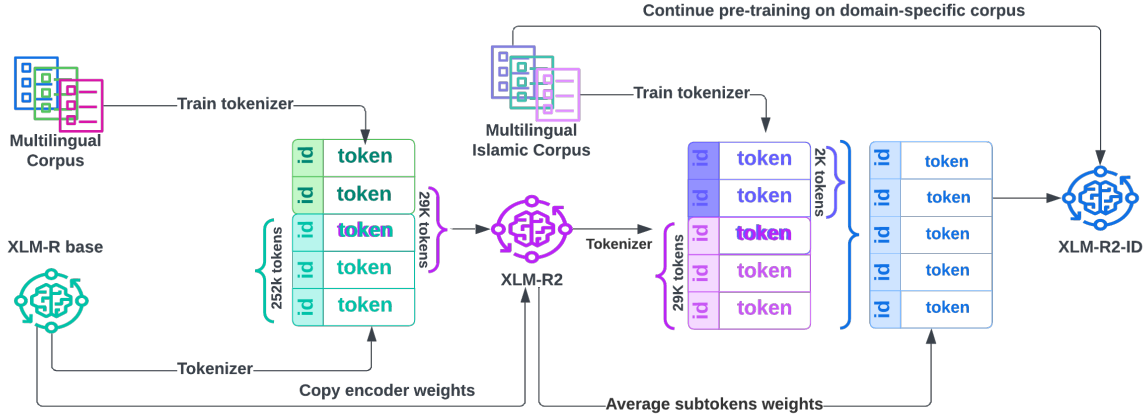 Continue pre-training on domain-specific corpus
Train tokenizer
Train tokenizer
Multilingual
Corpus
Multilingual
Islamic Corpus
id token
id token
id token
id token
id token
29K tokens
252k tokens
XLM-R base
XLM-R2
Tokenizer
id token
id token
id token
id token
id token
2K tokens
29K tokens
id token
id token
id token
id token
id token
XLM-R2-ID
Tokenizer
Copy encoder weights
Average subtokens weights